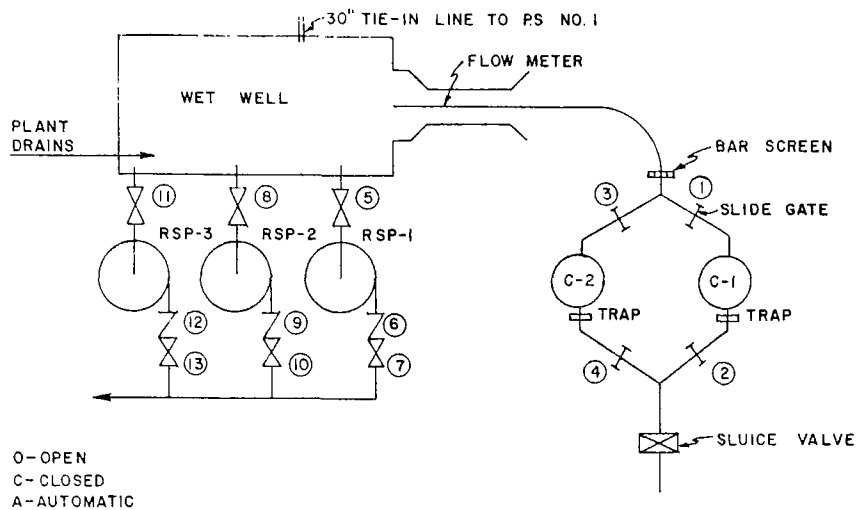 30" TIE-IN LINE TO P.S NO. 1
FLOW METER
WET WELL
PLANT
DRAINS
BAR SCREEN
11
8
5
3
1
SLIDE GATE
RSP-3
RSP-2
RSP-1
C-2
C-1
TRAP
TRAP
12
9
6
13
10
7
4
2
SLUICE VALVE
O-OPEN
C-CLOSED
A-AUTOMATIC